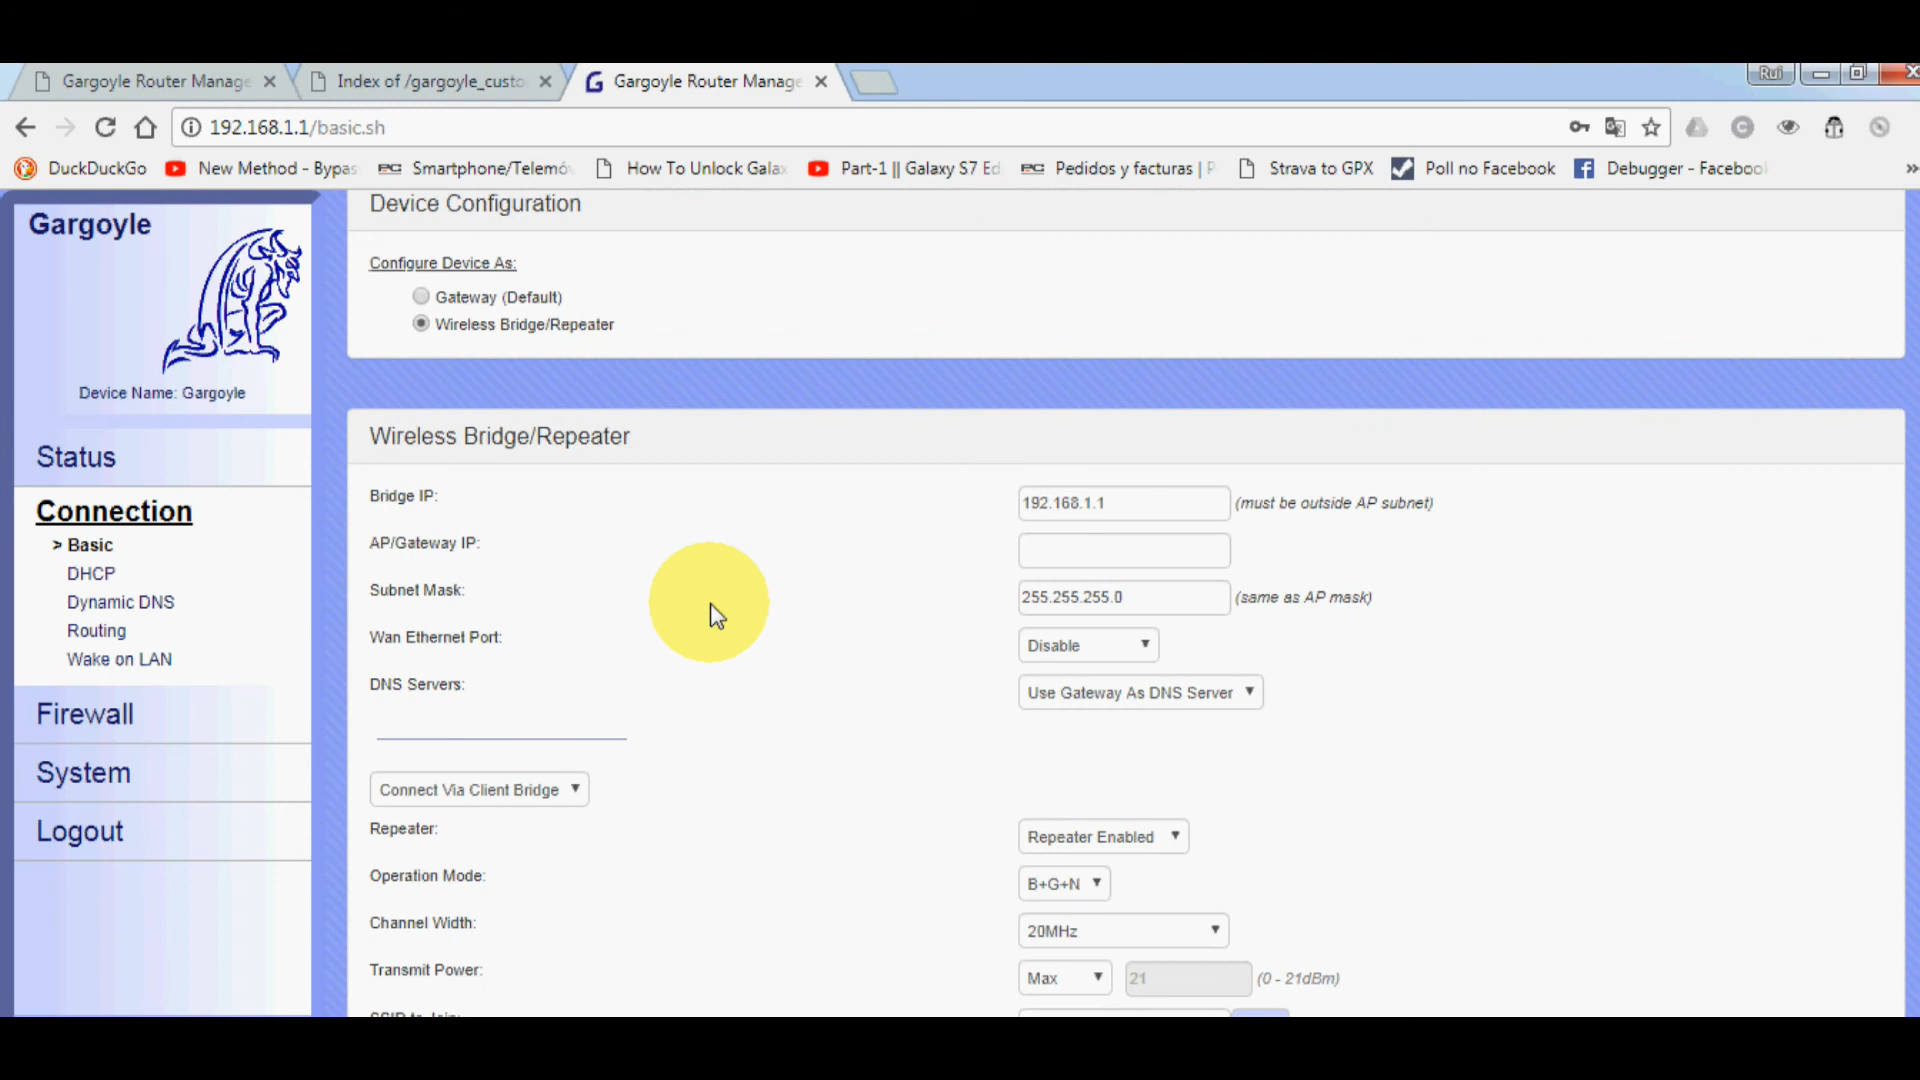 Gargoyle Router Manage
Index of /gargoyle_custo
Gargoyle Router Manage
Rui
192.168.1.1/basic.sh
DuckDuckGo
New Method - Bypas
Smartphone/Telemó
How To Unlock Gala
Part-1 || Galaxy S7 Ed
Pedidos y facturas |
Strava to GPX
Poll no Facebook
Debugger - Faceboo
Gargoyle
Device Name: Gargoyle
Status
Connection
> Basic
DHCP
Dynamic DNS
Routing
Wake on LAN
Firewall
System
Logout
Device Configuration
Configure Device As:
Gateway (Default)
Wireless Bridge/Repeater
Wireless Bridge/Repeater
Bridge IP:
192.168.1.1
(must be outside AP subnet)
AP/Gateway IP:
Subnet Mask:
255.255.255.0
(same as AP mask)
Wan Ethernet Port:
Disable
DNS Servers:
Use Gateway As DNS Server
Connect Via Client Bridge
Repeater:
Repeater Enabled
Operation Mode:
B+G+N
Channel Width:
20MHz
Transmit Power:
Max
21
(0 - 21dBm)